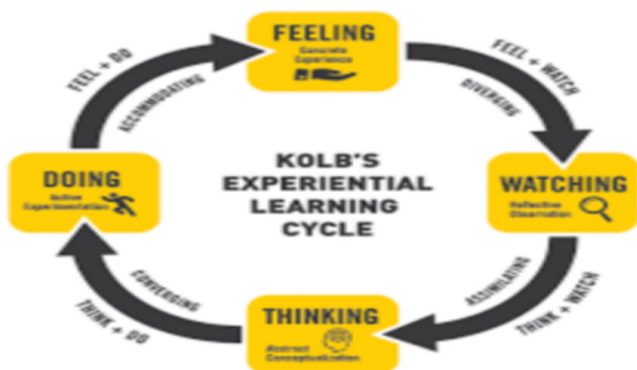 FEELING
Concrete
Experience
FEEL + WATCH
DIVERGING
WATCHING
Reflective
Observation
ASSIMILATING
THINK + WATCH
THINKING
Abstract
Conceptualization
CONVERGING
THINK + DO
DOING
Active
Experimentation
FEEL + DO
ACCOMMODATING
KOLB'S
EXPERIENTIAL
LEARNING
CYCLE